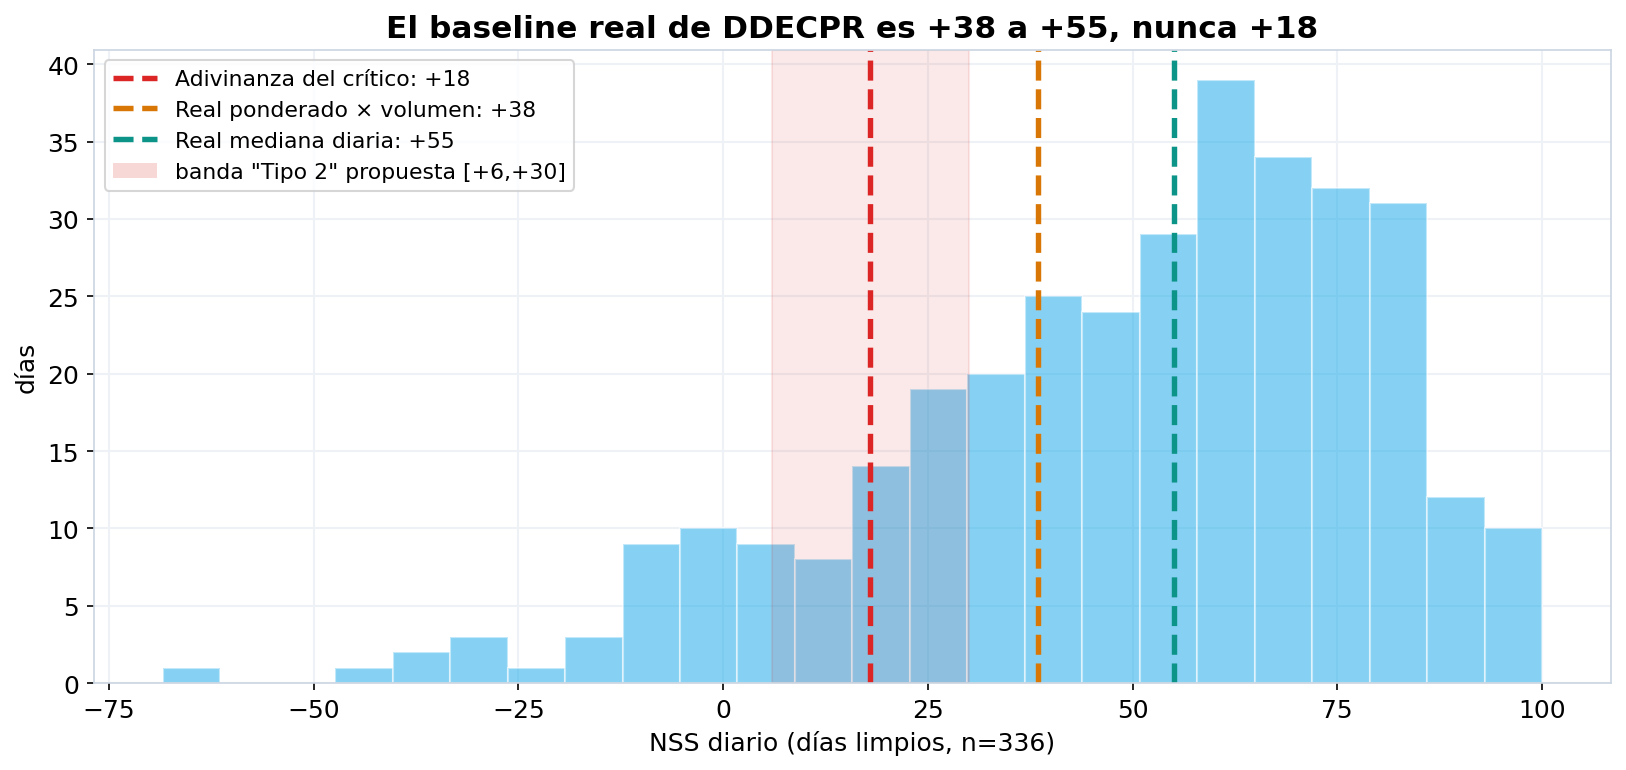 El baseline real de DDECPR es +38 a +55, nunca +18
Adivinanza del crítico: +18
Real ponderado × volumen: +38
Real mediana diaria: +55
banda "Tipo 2" propuesta [+6,+30]
días
40
35
30
25
20
15
10
5
0
−75
−50
−25
0
25
50
75
100
NSS diario (días limpios, n=336)